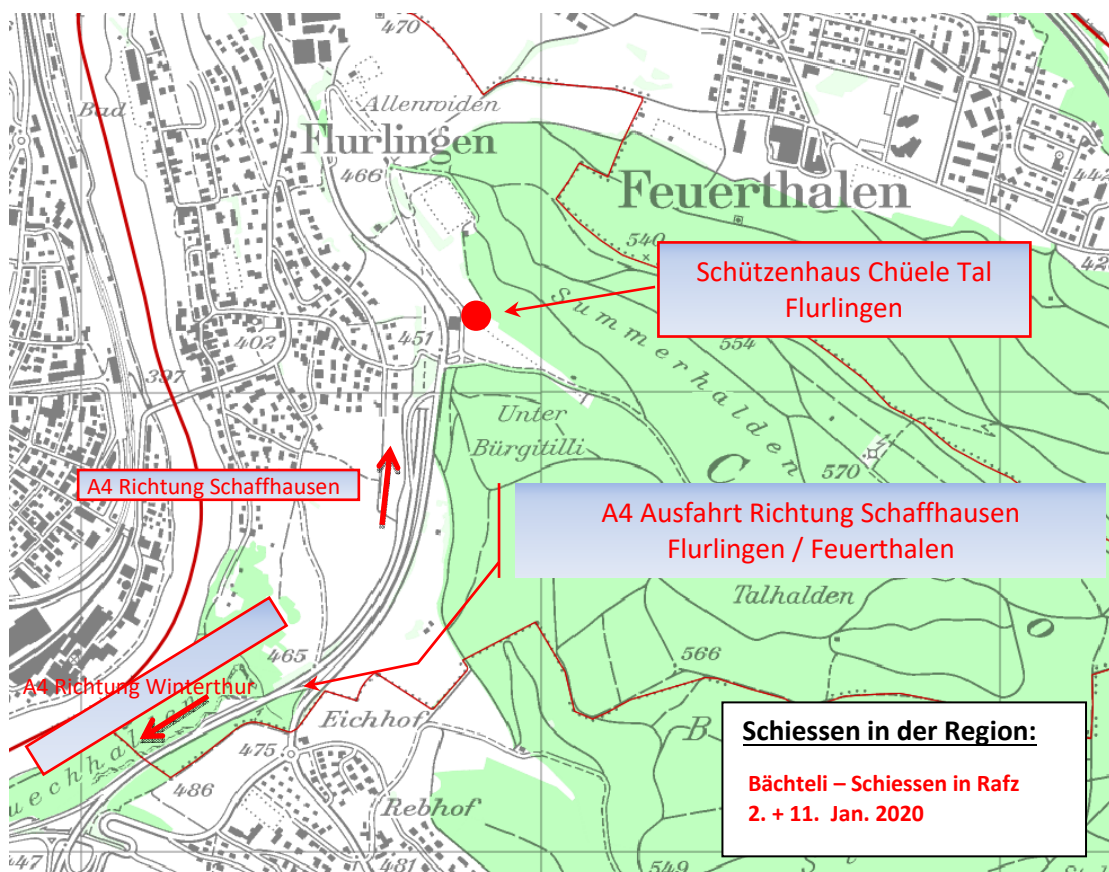 470
Bad
Allenwiden
Flurlingen
466
Feuerthalen
442
540
Schützenhaus Chüele Tal
Flurlingen
Summerhalden
402
451
554
397
Unter
Bürgitilli
C
570
A4 Richtung Schaffhausen
A4 Ausfahrt Richtung Schaffhausen
Flurlingen / Feuerthalen
Talhalden
o
465
566
A4 Richtung Winterthur
Eichhof
B
475
486
Rebhof
447
481
549
Schiessen in der Region:
Bächteli – Schiessen in Rafz
2. + 11. Jan. 2020